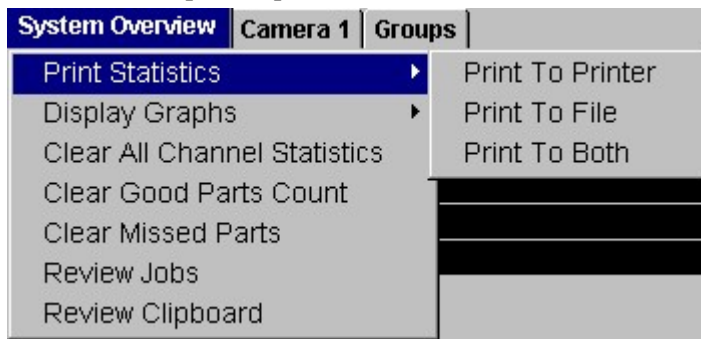 System Overview Camera 1 Groups
Print Statistics Print To Printer
Display Graphs Print To File
Clear All Channel Statistics Print To Both
Clear Good Parts Count
Clear Missed Parts
Review Jobs
Review Clipboard